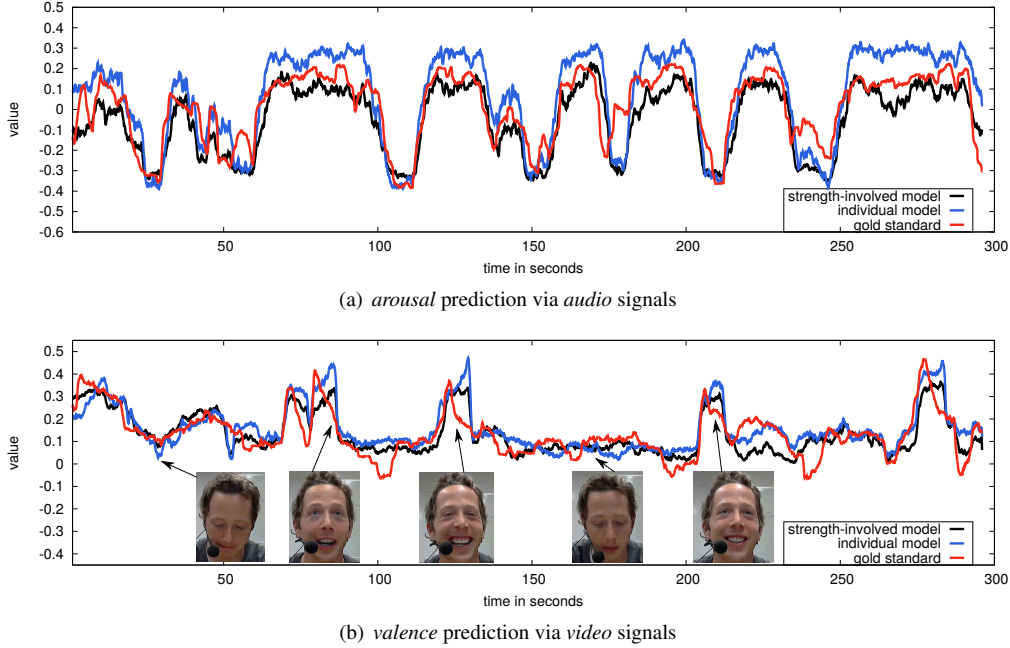 0.5
0.4
0.3
0.2
0.1
0
-0.1
-0.2
-0.3
-0.4
-0.5
-0.6
value
50
100
150
200
250
300
time in seconds
strength-involved model
individual model
gold standard
(a) arousal prediction via audio signals
0.5
0.4
0.3
0.2
0.1
0
-0.1
-0.2
-0.3
-0.4
value
50
100
150
200
250
300
time in seconds
strength-involved model
individual model
gold standard
(b) valence prediction via video signals